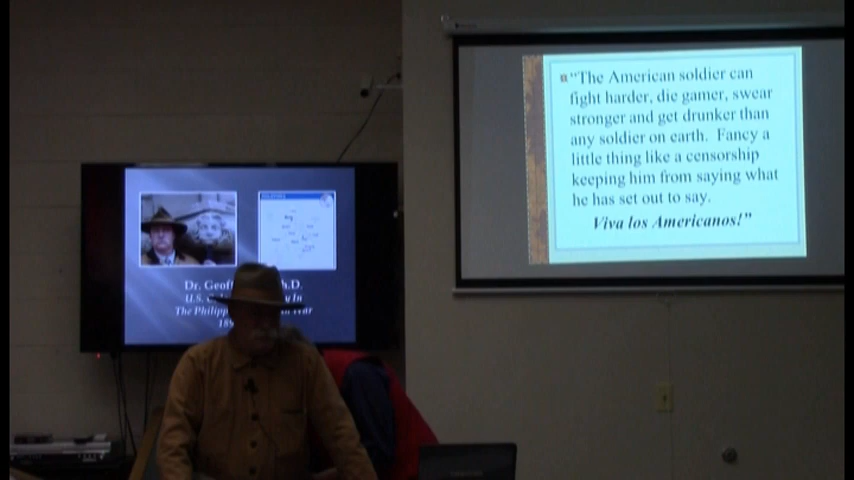 "The American soldier can
fight harder, die gamer, swear
stronger and get drunker than
any soldier on earth. Fancy a
little thing like a censorship
keeping him from saying what
he has set out to say.
Viva los Americanos!"
Dr.
U.S.
In
The
War